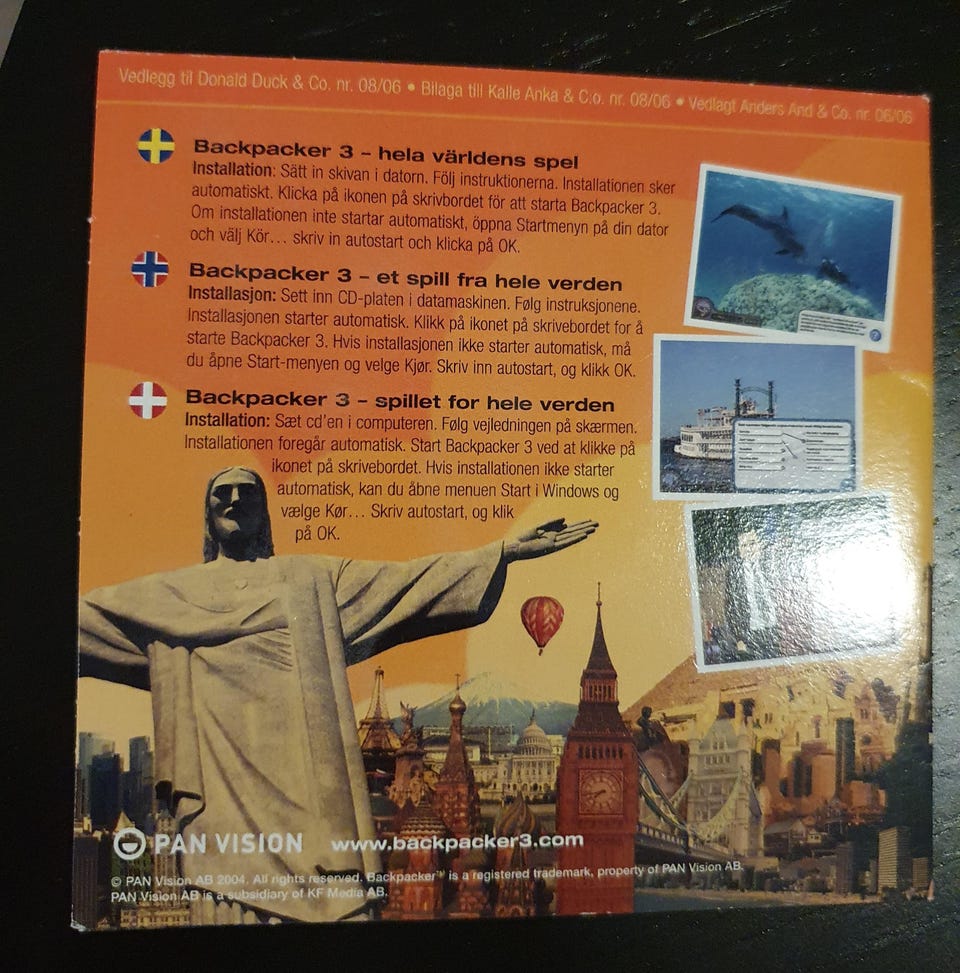 Vedlegg til Donald Duck & Co. nr. 08/06 • Bilaga till Kalle Anka & C:o. nr. 08/06 • Vedlagt Anders And & Co. nr. 06/06
Backpacker 3 – hela världens spel
Installation: Sätt in skivan i datorn. Följ instruktionerna. Installationen sker
automatiskt. Klicka på ikonen på skrivbordet för att starta Backpacker 3.
Om installationen inte startar automatiskt, öppna Startmenyn på din dator
och välj Kör… skriv in autostart och klicka på OK.
Backpacker 3 – et spill fra hele verden
Installasjon: Sett inn CD-platen i datamaskinen. Følg instruksjonene.
Installasjonen starter automatisk. Klikk på ikonet på skrivebordet for å
starte Backpacker 3. Hvis installasjonen ikke starter automatisk, må
du åpne Start-menyen og velge Kjør. Skriv inn autostart, og klikk OK.
Backpacker 3 – spillet for hele verden
Installation: Sæt cd'en i computeren. Følg vejledningen på skærmen.
Installationen foregår automatisk. Start Backpacker 3 ved at klikke på
ikonet på skrivebordet. Hvis installationen ikke starter
automatisk, kan du åbne menuen Start i Windows og
vælge Kør… Skriv autostart, og klik
på OK.
PAN VISION www.backpacker3.com
© PAN Vision AB 2004. All rights reserved. Backpacker™ is a registered trademark, property of PAN Vision AB.
PAN Vision AB is a subsidiary of KF Media AB.